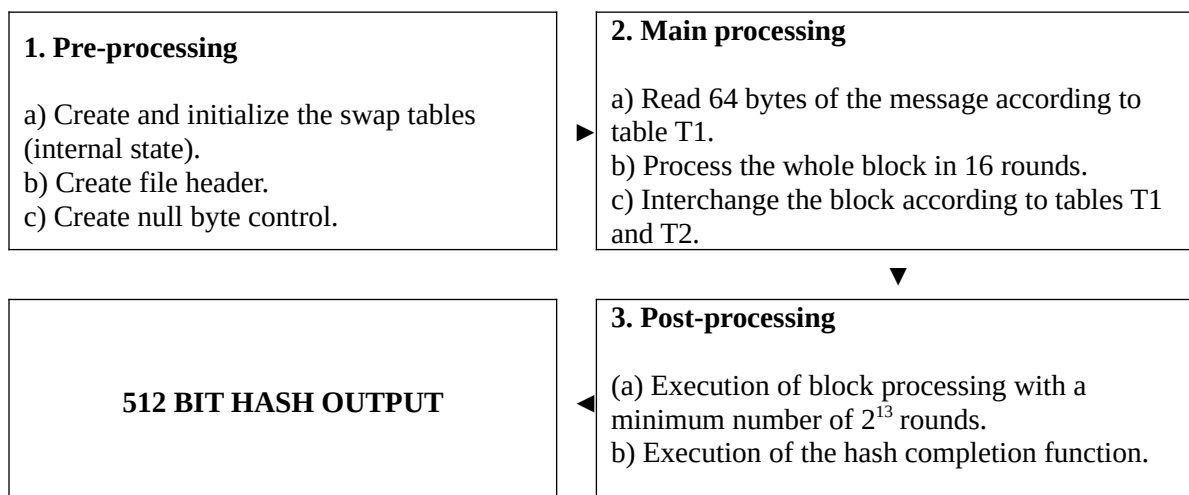 1. Pre-processing
a) Create and initialize the swap tables
(internal state).
b) Create file header.
c) Create null byte control.
2. Main processing
a) Read 64 bytes of the message according to
table T1.
b) Process the whole block in 16 rounds.
c) Interchange the block according to tables T1
and T2.
3. Post-processing
(a) Execution of block processing with a
minimum number of 2¹³ rounds.
b) Execution of the hash completion function.
512 BIT HASH OUTPUT